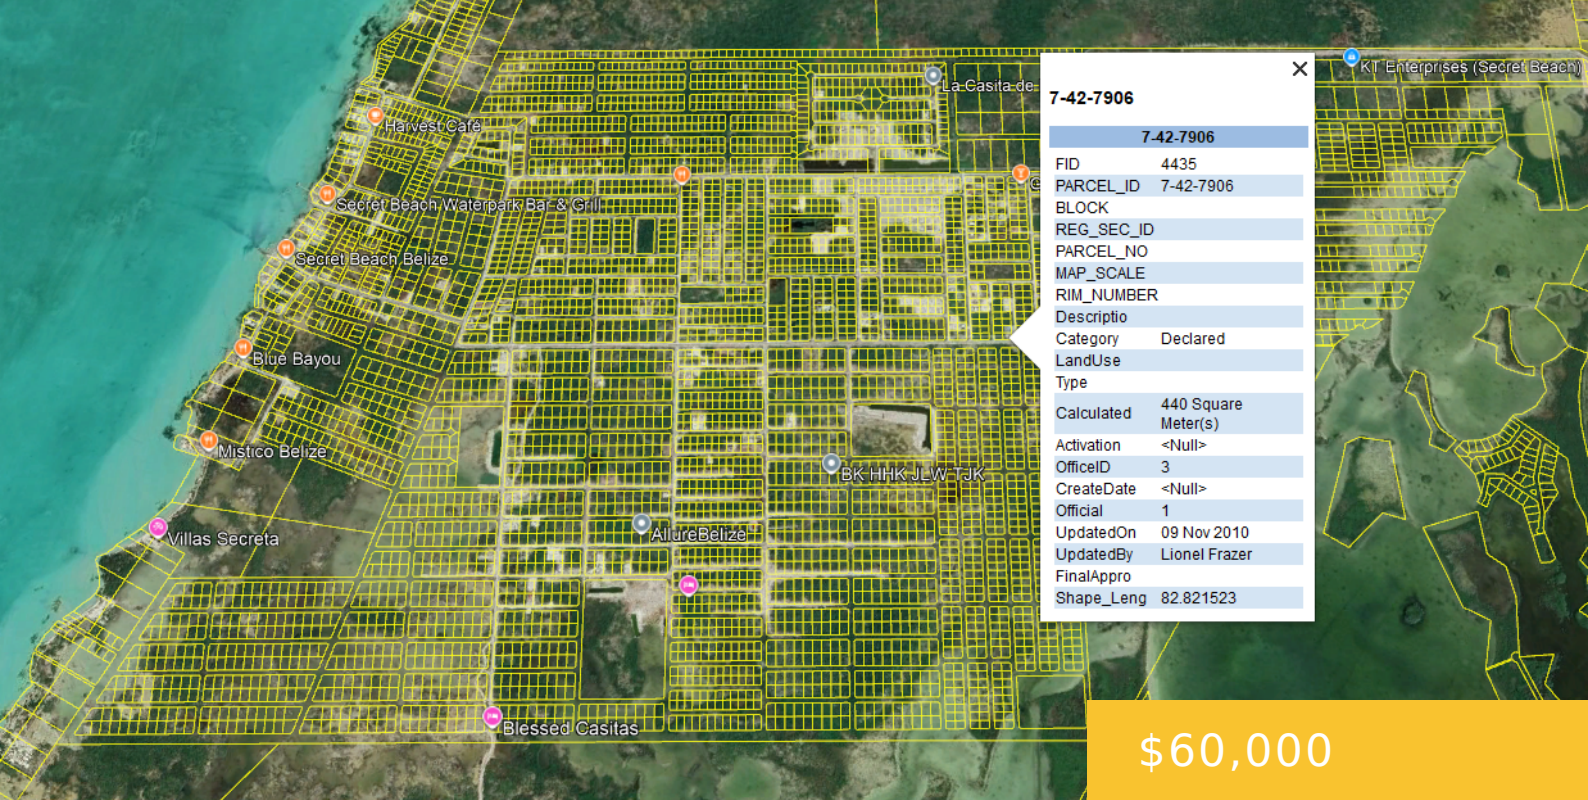 KT Enterprises (Secret Beach)
La Casita de
Harvest Café
Secret Beach Waterpark Bar & Grill
Secret Beach Belize
Blue Bayou
Mistico Belize
BK HHK JLW TJK
AllureBelize
Villas Secreta
Blessed Casitas
7-42-7906
7-42-7906
FID 4435
PARCEL_ID 7-42-7906
BLOCK
REG_SEC_ID
PARCEL_NO
MAP_SCALE
RIM_NUMBER
Descriptio
Category Declared
LandUse
Type
Calculated 440 Square
Meter(s)
Activation <Null>
OfficeID 3
CreateDate <Null>
Official 1
UpdatedOn 09 Nov 2010
UpdatedBy Lionel Frazer
FinalAppro
Shape_Leng 82.821523
$60,000